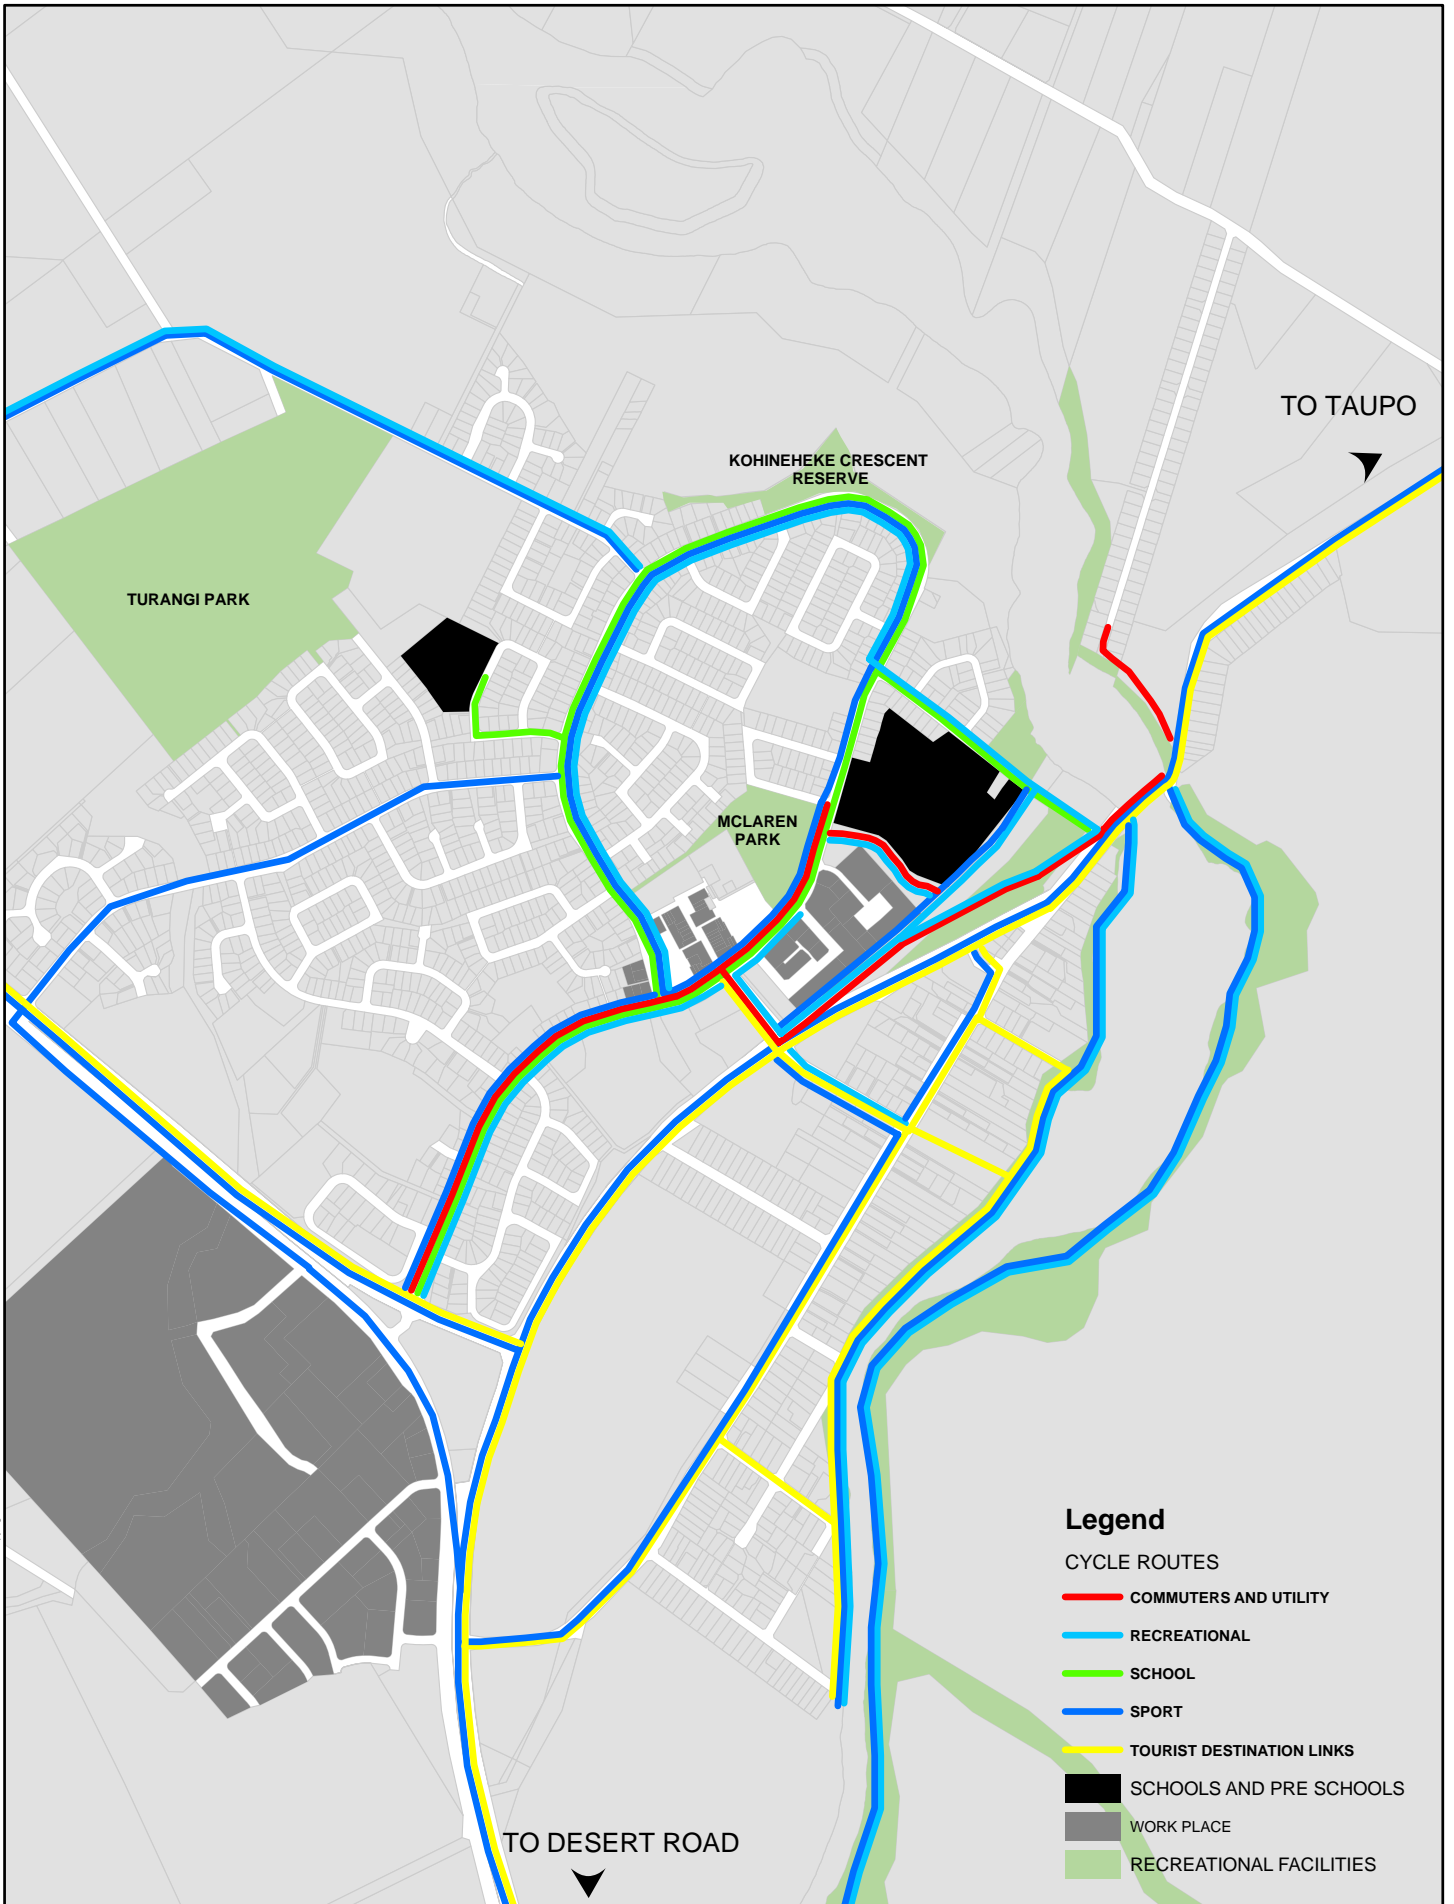 TO TAUPO
KOHINEHEKE CRESCENT
RESERVE
TURANGI PARK
MCLAREN
PARK
Legend
CYCLE ROUTES
COMMUTERS AND UTILITY
RECREATIONAL
SCHOOL
SPORT
TOURIST DESTINATION LINKS
SCHOOLS AND PRE SCHOOLS
WORK PLACE
RECREATIONAL FACILITIES
TO DESERT ROAD